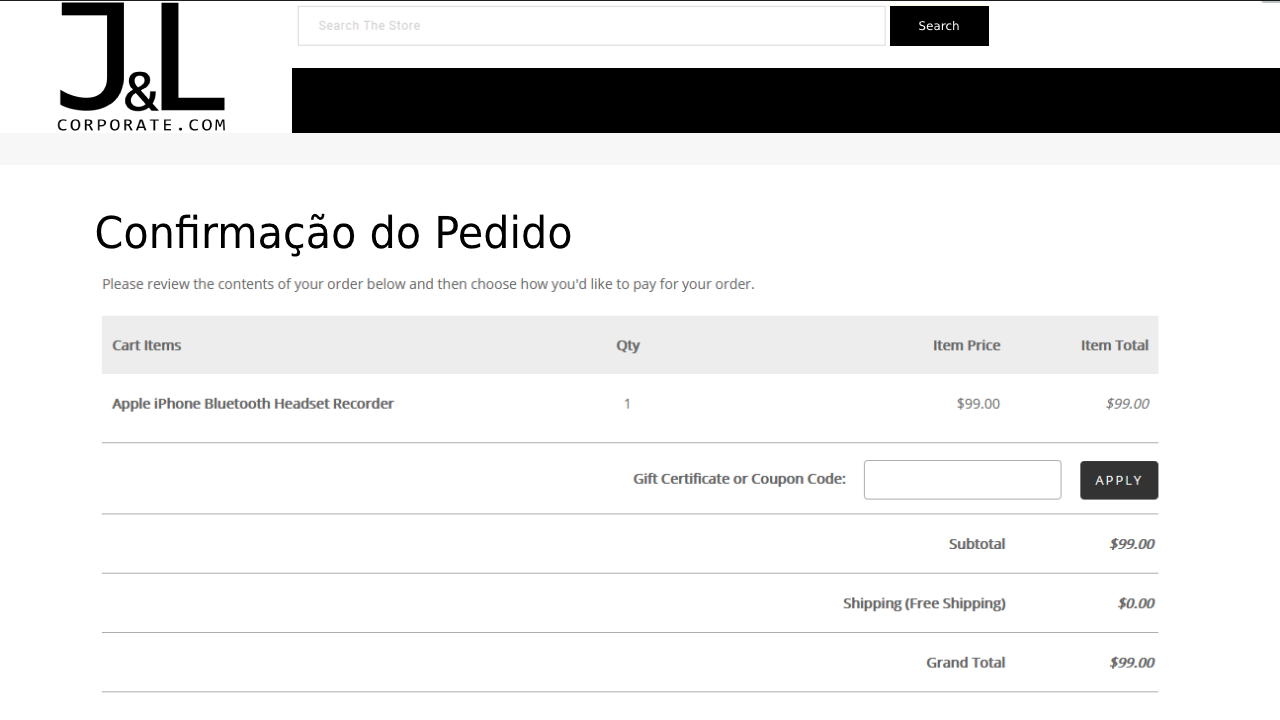 J&L
CORPORATE.COM
Search The Store
Search
Confirmação do Pedido
Please review the contents of your order below and then choose how you'd like to pay for your order.
Cart Items Qty Item Price Item Total
Apple iPhone Bluetooth Headset Recorder 1 $99.00 $99.00
Gift Certificate or Coupon Code: APPLY
Subtotal $99.00
Shipping (Free Shipping) $0.00
Grand Total $99.00